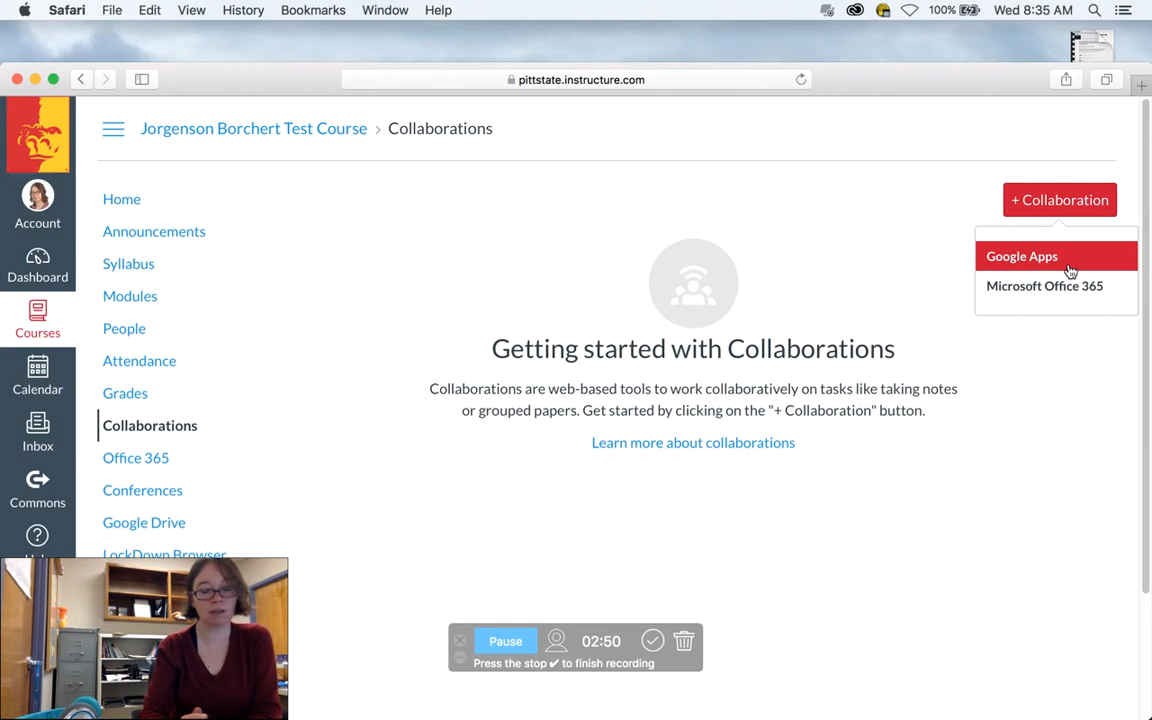 Safari File Edit View History Bookmarks Window Help 100% Wed 8:35 AM
pittstate.instructure.com
Jorgenson Borchert Test Course › Collaborations
Account
Dashboard
Courses
Calendar
Inbox
Commons
Home
Announcements
Syllabus
Modules
People
Attendance
Grades
Collaborations
Office 365
Conferences
Google Drive
LockDown Browser
+ Collaboration
Google Apps
Microsoft Office 365
Getting started with Collaborations
Collaborations are web-based tools to work collaboratively on tasks like taking notes
or grouped papers. Get started by clicking on the "+ Collaboration" button.
Learn more about collaborations
Pause 02:50
Press the stop ✔ to finish recording